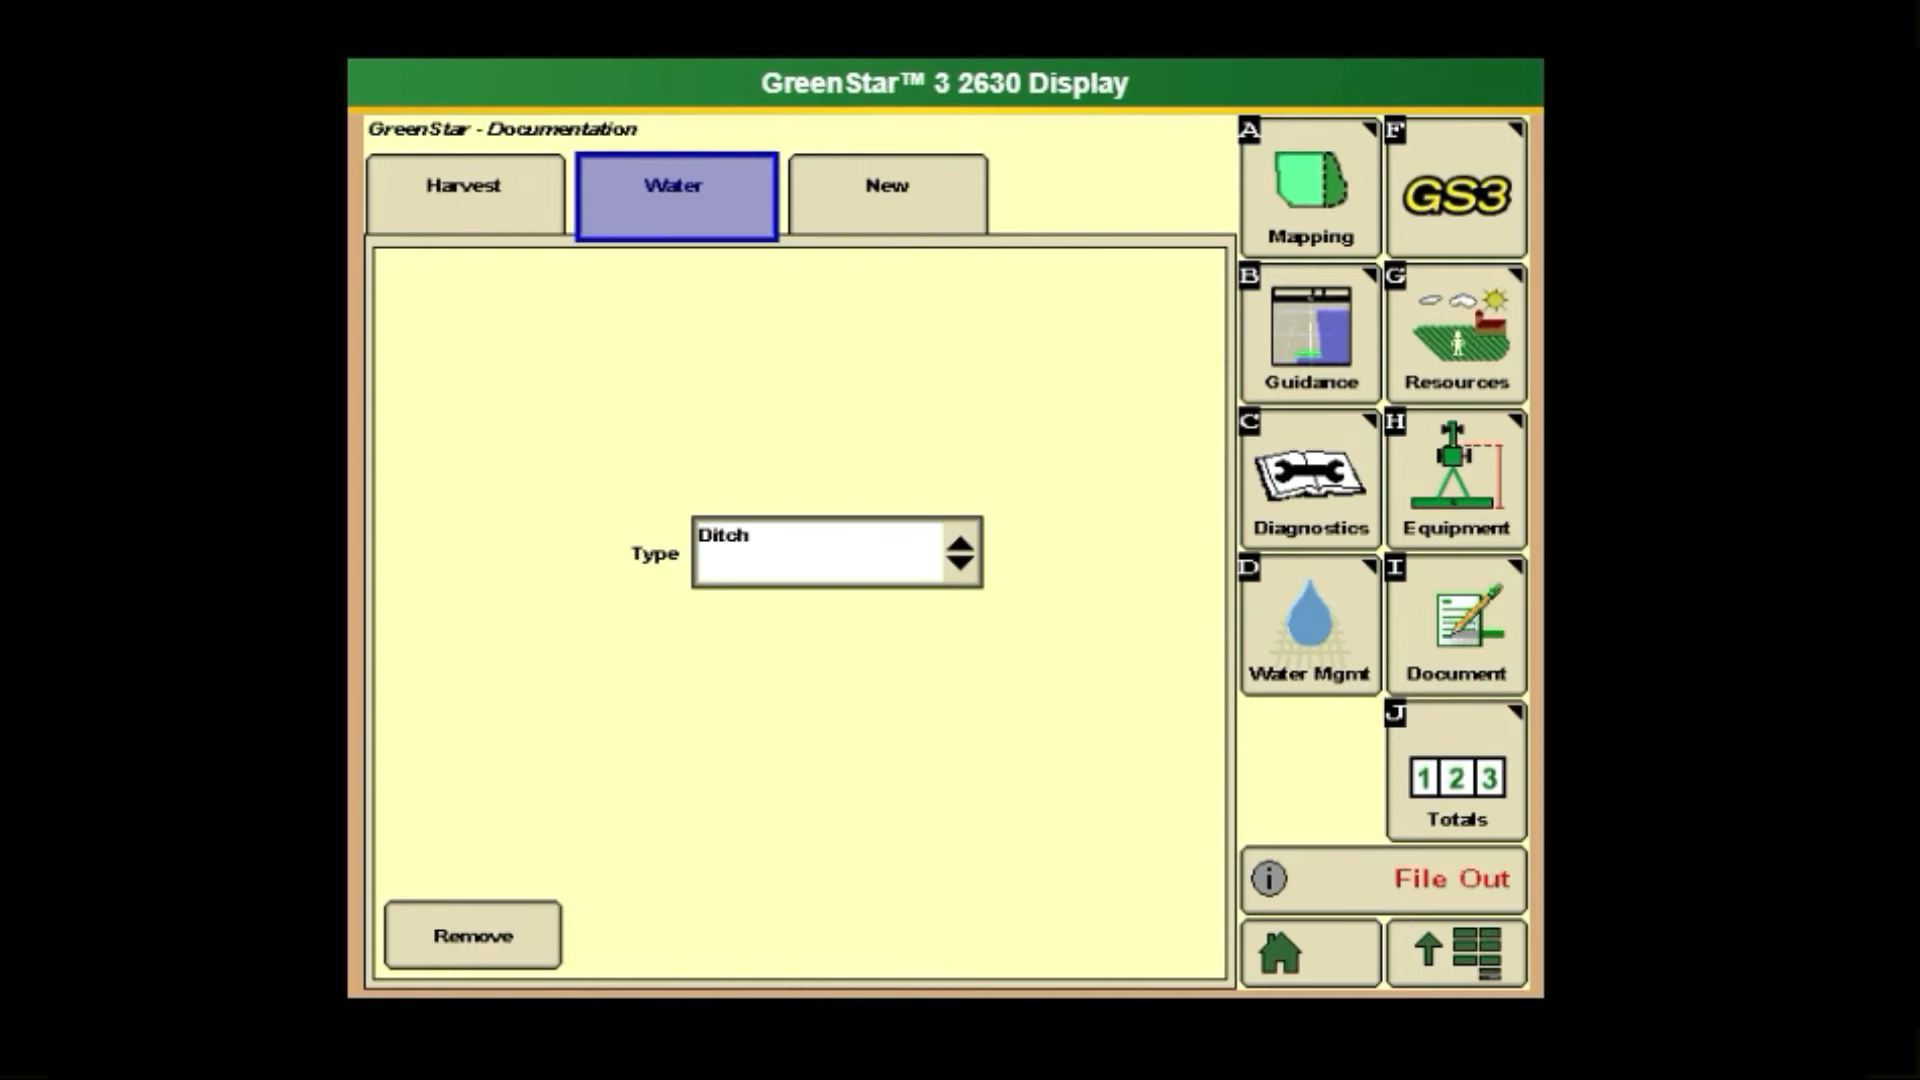 GreenStar™ 3 2630 Display
GreenStar - Documentation
Harvest
Water
New
Type
Ditch
Remove
A
Mapping
F
GS3
B
Guidance
G
Resources
C
Diagnostics
H
Equipment
D
Water Mgmt
I
Document
J
1 2 3
Totals
i
File Out